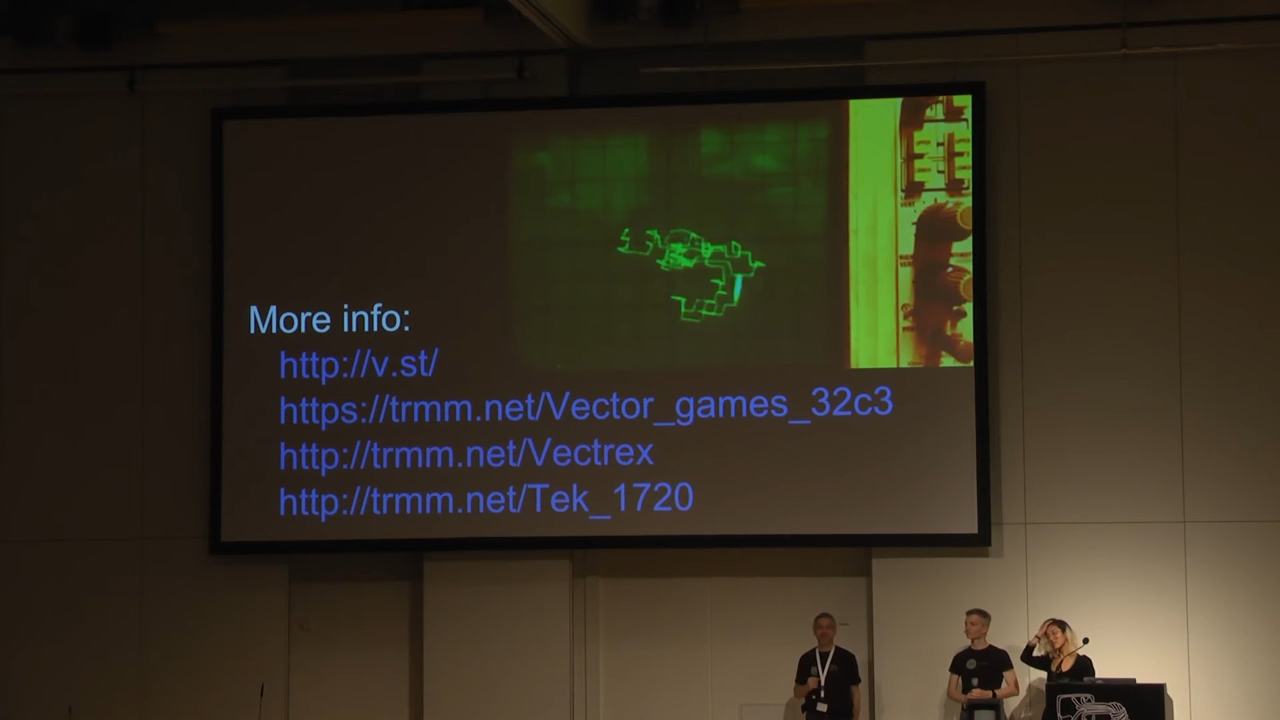 More info:
http://v.st/
https://trmm.net/Vector_games_32c3
http://trmm.net/Vectrex
http://trmm.net/Tek_1720